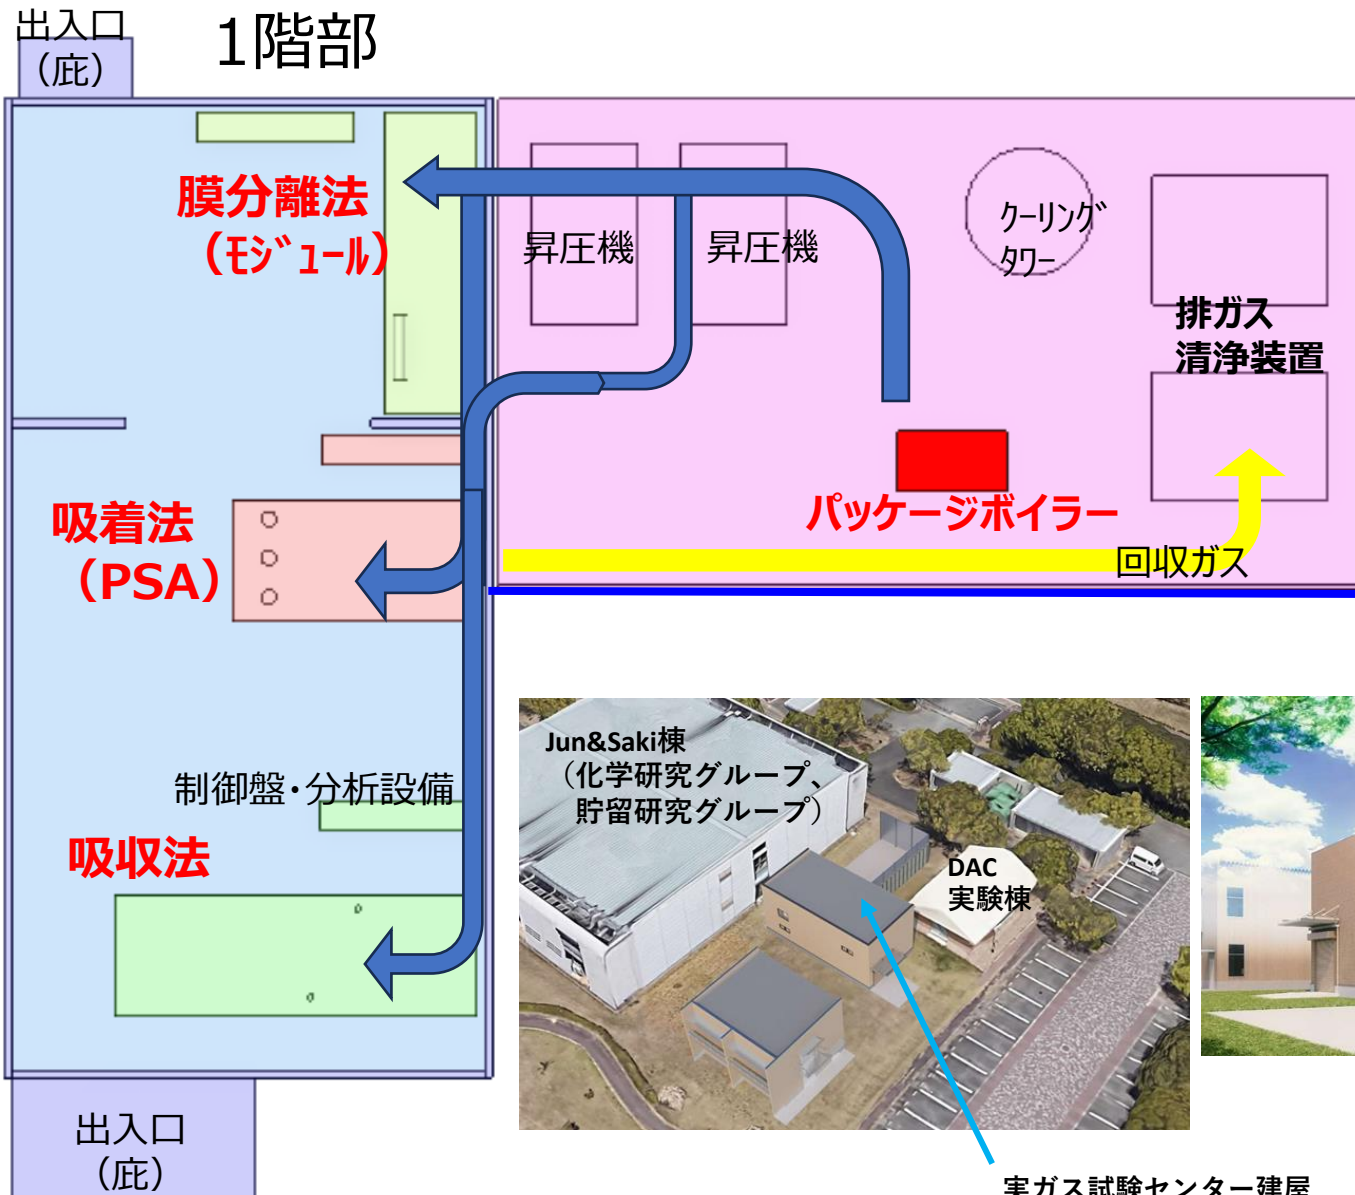 出入口
（庇）
1階部
膜分離法
（ﾓｼﾞｭｰﾙ）
昇圧機
昇圧機
ｸｰﾘﾝｸﾞ
ﾀﾜｰ
排ガス
清浄装置
吸着法
（PSA）
パッケージボイラー
回収ガス
制御盤・分析設備
吸収法
Jun&Saki棟
（化学研究グループ、
貯留研究グループ）
DAC
実験棟
出入口
（庇）
実ガス試験センター建屋